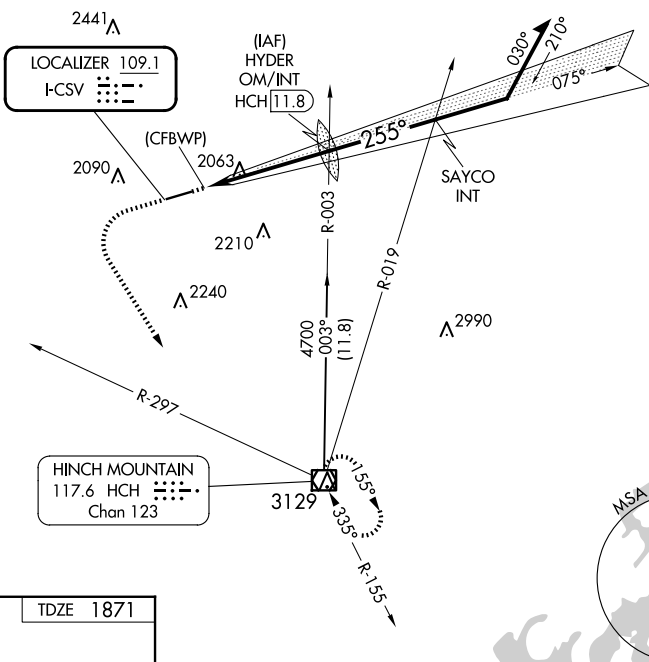 2441
LOCALIZER 109.1
I-CSV
(IAF)
HYDER
OM/INT
HCH 11.8
030°
210°
075°
255°
(CFBWP)
2090
2063
SAYCO
INT
R-003
R-019
2210
2240
2990
4700
003°
(11.8)
R-297
HINCH MOUNTAIN
117.6 HCH
Chan 123
3129
155°
335°
R-155
MSA
TDZE 1871